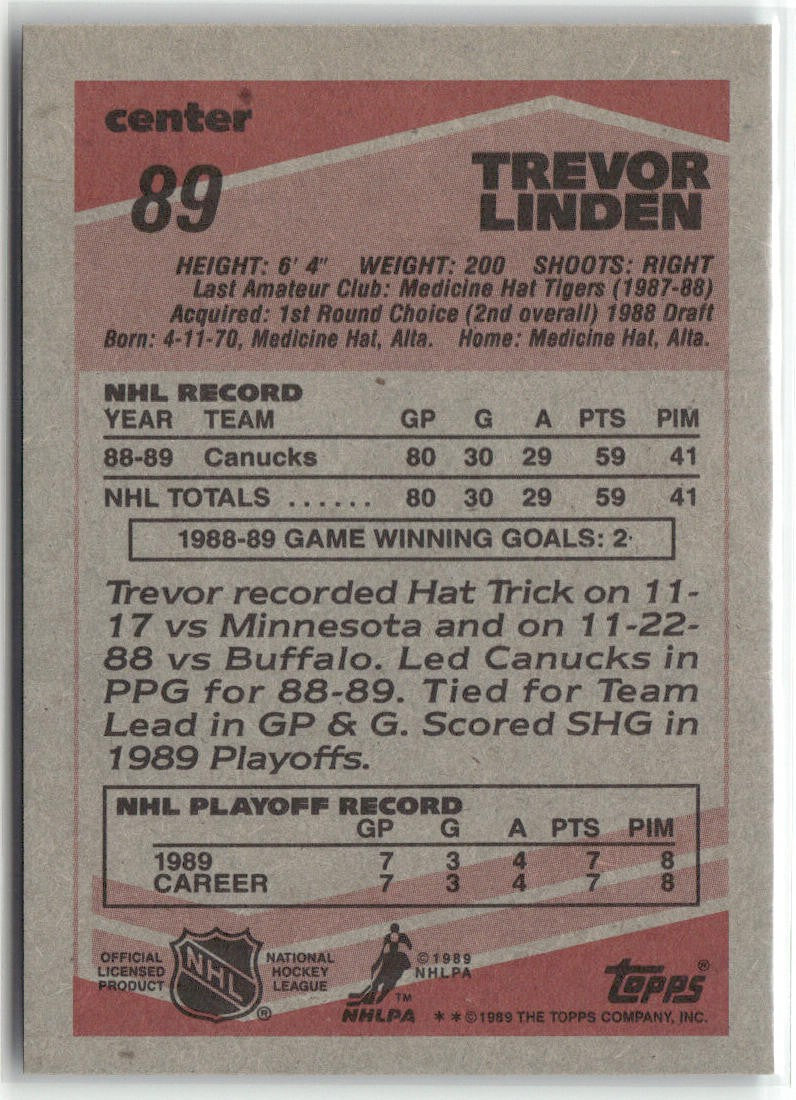 center
89
TREVOR
LINDEN
HEIGHT: 6' 4" WEIGHT: 200 SHOOTS: RIGHT
Last Amateur Club: Medicine Hat Tigers (1987-88)
Acquired: 1st Round Choice (2nd overall) 1988 Draft
Born: 4-11-70, Medicine Hat, Alta. Home: Medicine Hat, Alta.
NHL RECORD
YEAR TEAM GP G A PTS PIM
88-89 Canucks 80 30 29 59 41
NHL TOTALS ...... 80 30 29 59 41
1988-89 GAME WINNING GOALS: 2
Trevor recorded Hat Trick on 11-
17 vs Minnesota and on 11-22-
88 vs Buffalo. Led Canucks in
PPG for 88-89. Tied for Team
Lead in GP & G. Scored SHG in
1989 Playoffs.
NHL PLAYOFF RECORD
GP G A PTS PIM
1989 7 3 4 7 8
CAREER 7 3 4 7 8
OFFICIAL
LICENSED
PRODUCT
NHL
®
NATIONAL
HOCKEY
LEAGUE
TM
NHLPA
© 1989
NHLPA
TOPPS®
* * © 1989 THE TOPPS COMPANY, INC.